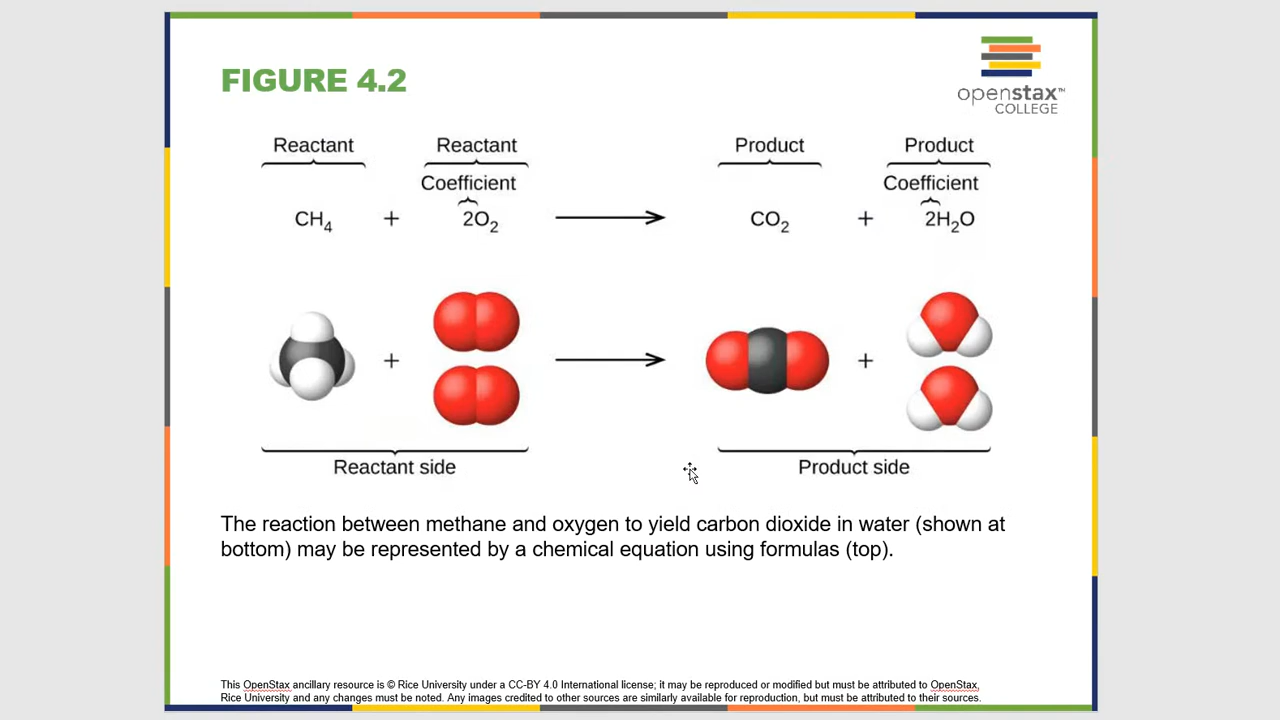 FIGURE 4.2
openstax™
COLLEGE
Reactant Reactant Product Product
Coefficient Coefficient
CH₄ + 2O₂ → CO₂ + 2H₂O
+ → +
Reactant side Product side
The reaction between methane and oxygen to yield carbon dioxide in water (shown at
bottom) may be represented by a chemical equation using formulas (top).
This OpenStax ancillary resource is © Rice University under a CC-BY 4.0 International license; it may be reproduced or modified but must be attributed to OpenStax,
Rice University and any changes must be noted. Any images credited to other sources are similarly available for reproduction, but must be attributed to their sources.